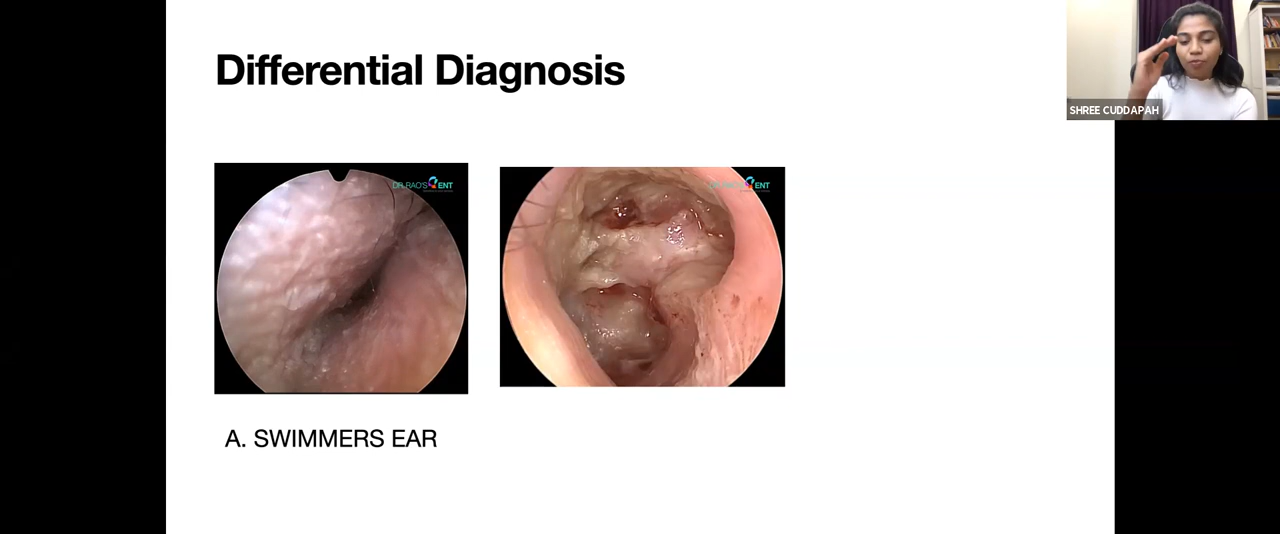 Differential Diagnosis
SHREE CUDDAPAH
DR.RAO'S ENT
DR.RAO'S ENT
A. SWIMMERS EAR